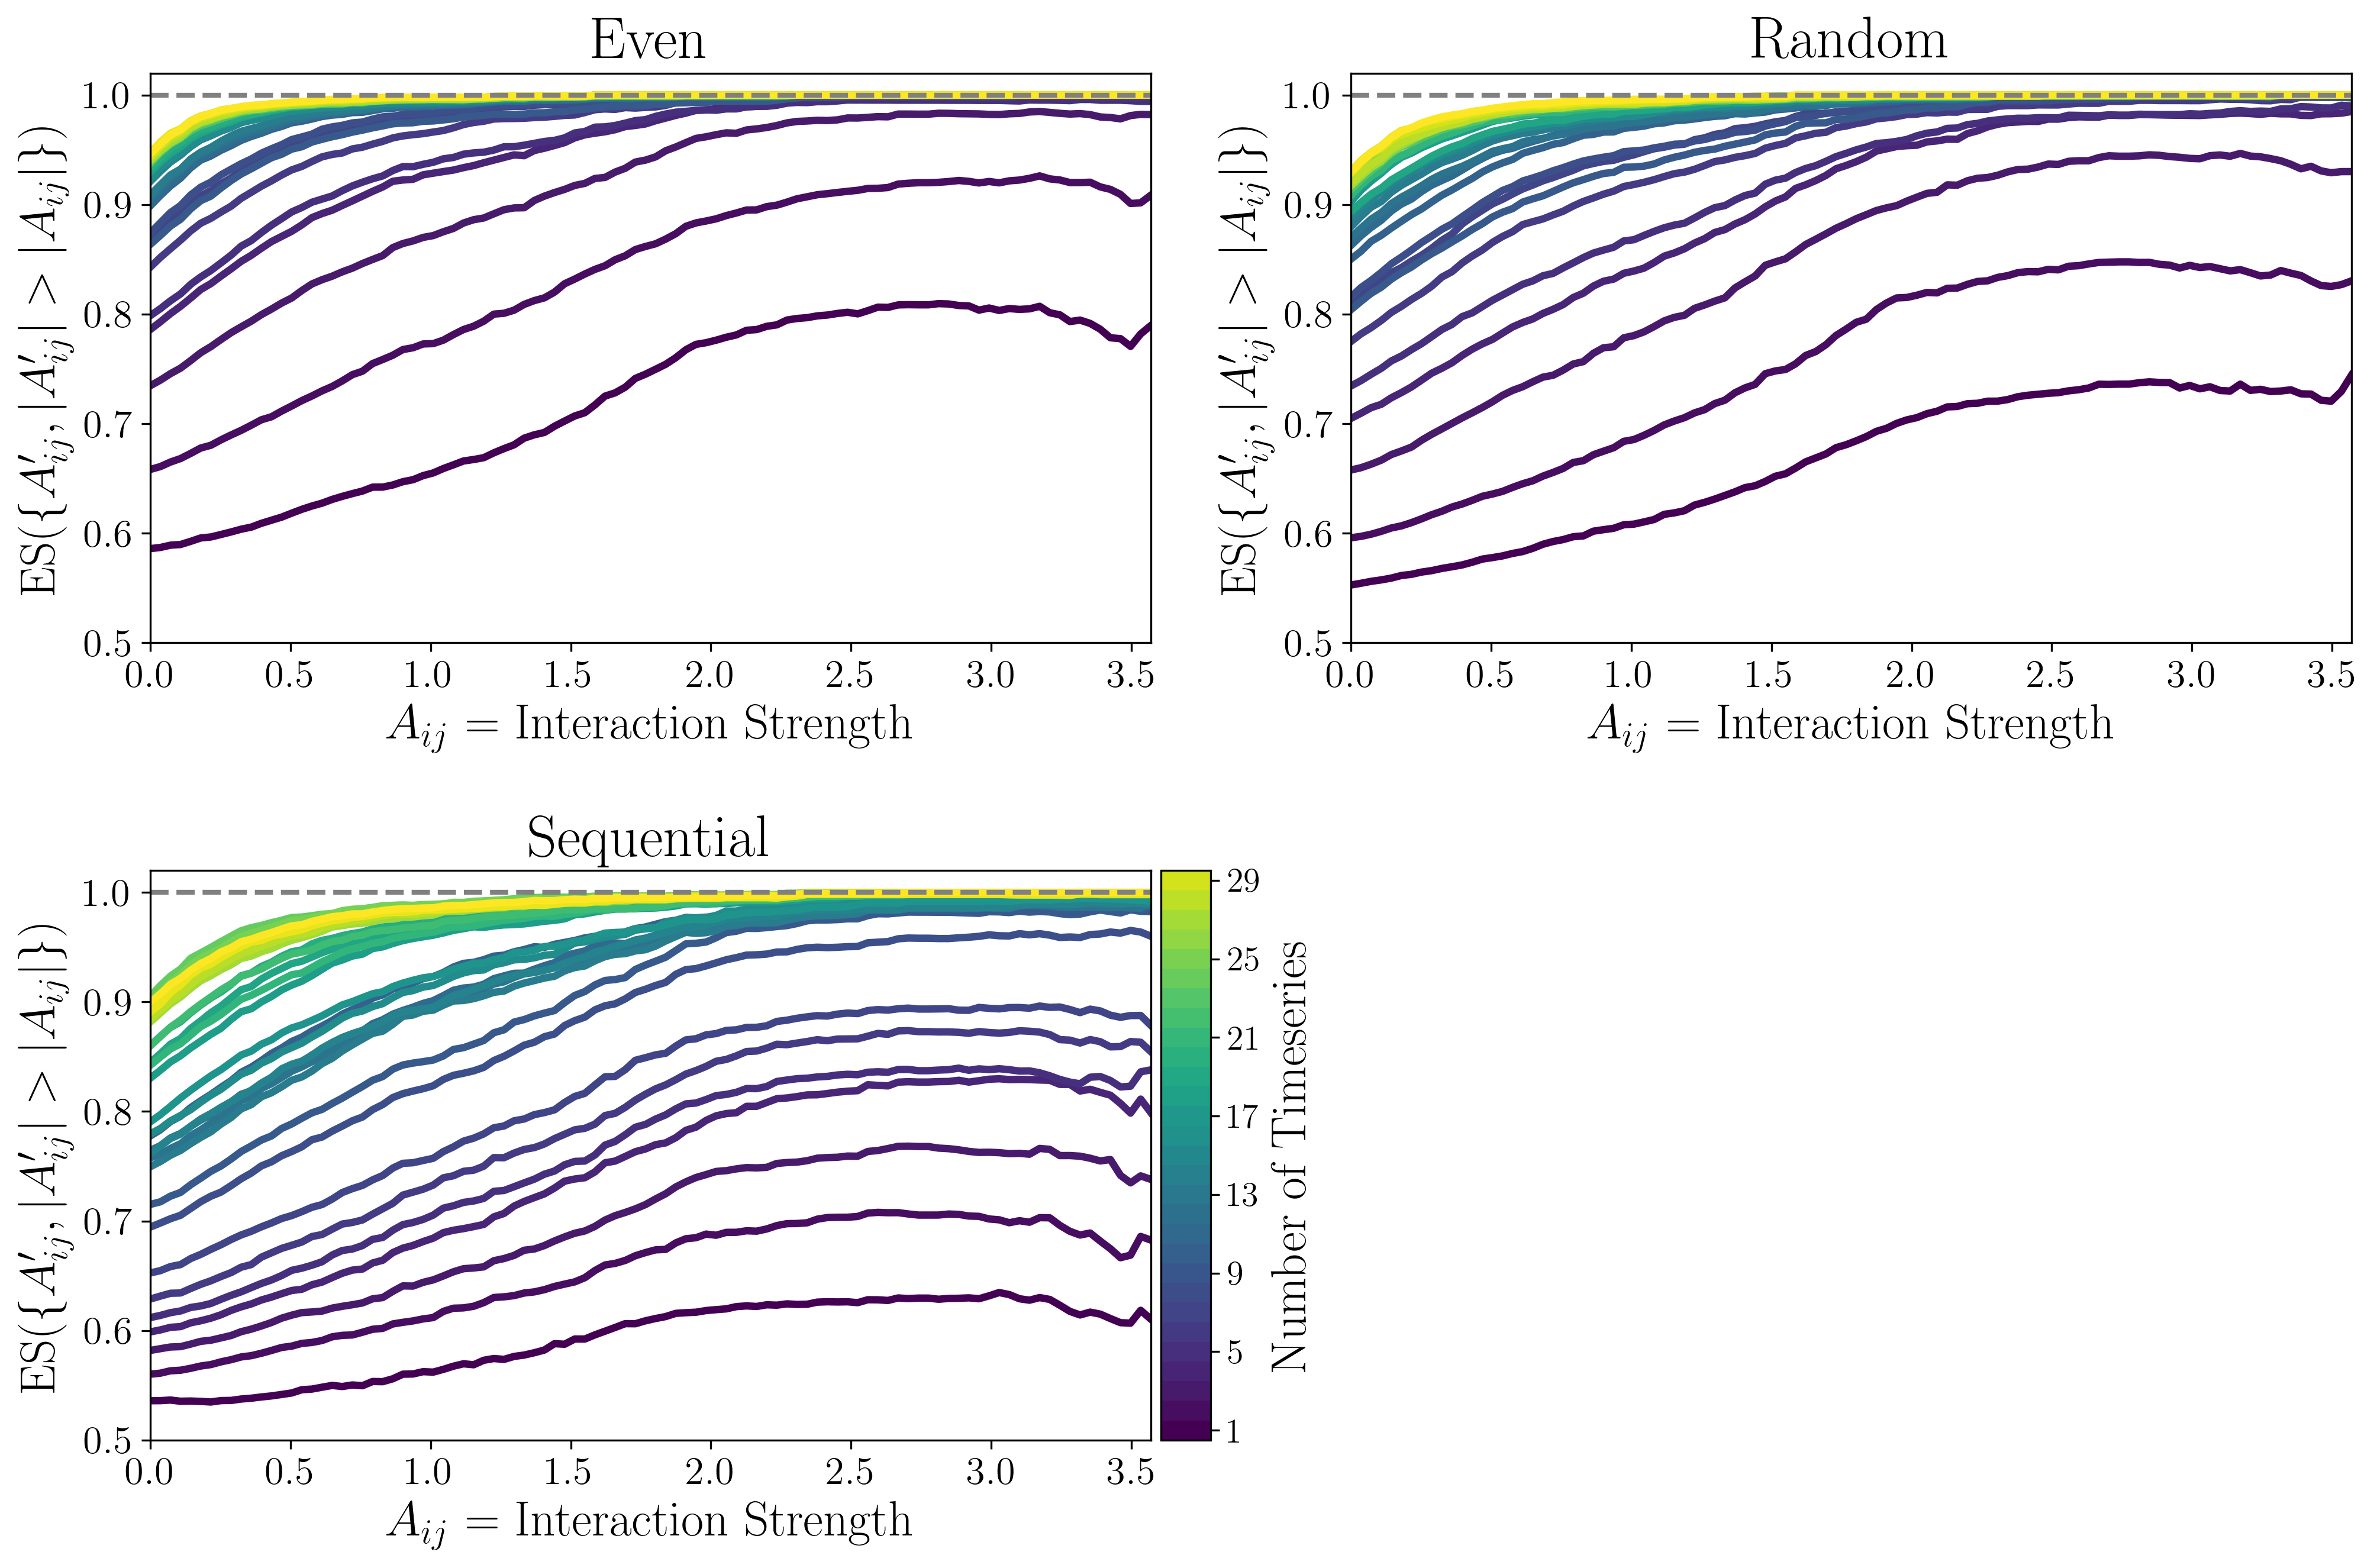 Even
1.0
0.9
0.8
0.7
0.6
0.5
ES({A′ij, |A′ij| > |Aij|})
0.0 0.5 1.0 1.5 2.0 2.5 3.0 3.5
Aij = Interaction Strength
Random
1.0
0.9
0.8
0.7
0.6
0.5
ES({A′ij, |A′ij| > |Aij|})
0.0 0.5 1.0 1.5 2.0 2.5 3.0 3.5
Aij = Interaction Strength
Sequential
1.0
0.9
0.8
0.7
0.6
0.5
ES({A′ij, |A′ij| > |Aij|})
0.0 0.5 1.0 1.5 2.0 2.5 3.0 3.5
Aij = Interaction Strength
29
25
21
17
13
9
5
1
Number of Timeseries